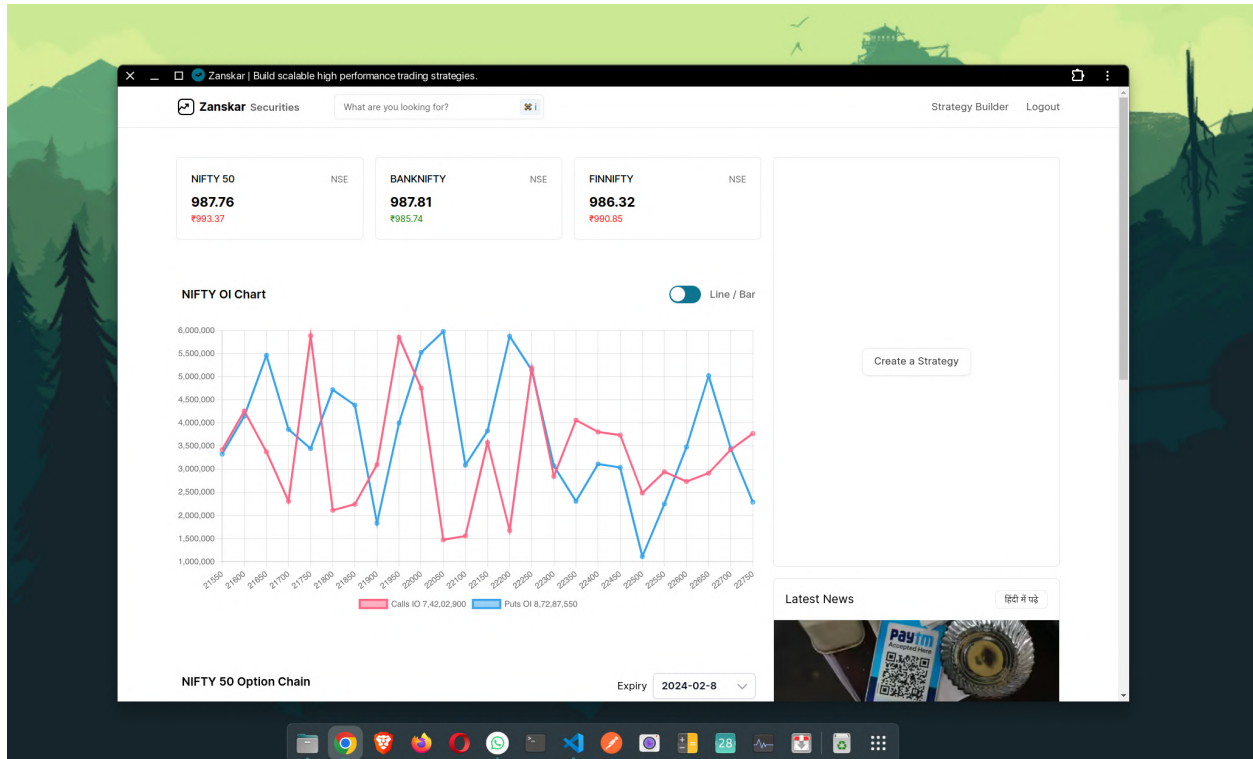 Zanskar | Build scalable high performance trading strategies.
Zanskar Securities
What are you looking for?
⌘ i
Strategy Builder
Logout
NIFTY 50
NSE
987.76
₹993.37
BANKNIFTY
NSE
987.81
₹985.74
FINNIFTY
NSE
986.32
₹990.85
NIFTY OI Chart
Line / Bar
6,000,000
5,500,000
5,000,000
4,500,000
4,000,000
3,500,000
3,000,000
2,500,000
2,000,000
1,500,000
1,000,000
21550
21600
21650
21700
21750
21800
21850
21900
21950
22000
22050
22100
22150
22200
22250
22300
22350
22400
22450
22500
22550
22600
22650
22700
22750
Calls IO 7,42,02,900
Puts OI 8,72,87,550
Create a Strategy
Latest News
हिंदी में पढ़े
Paytm
Accepted Here
NIFTY 50 Option Chain
Expiry
2024-02-8
28